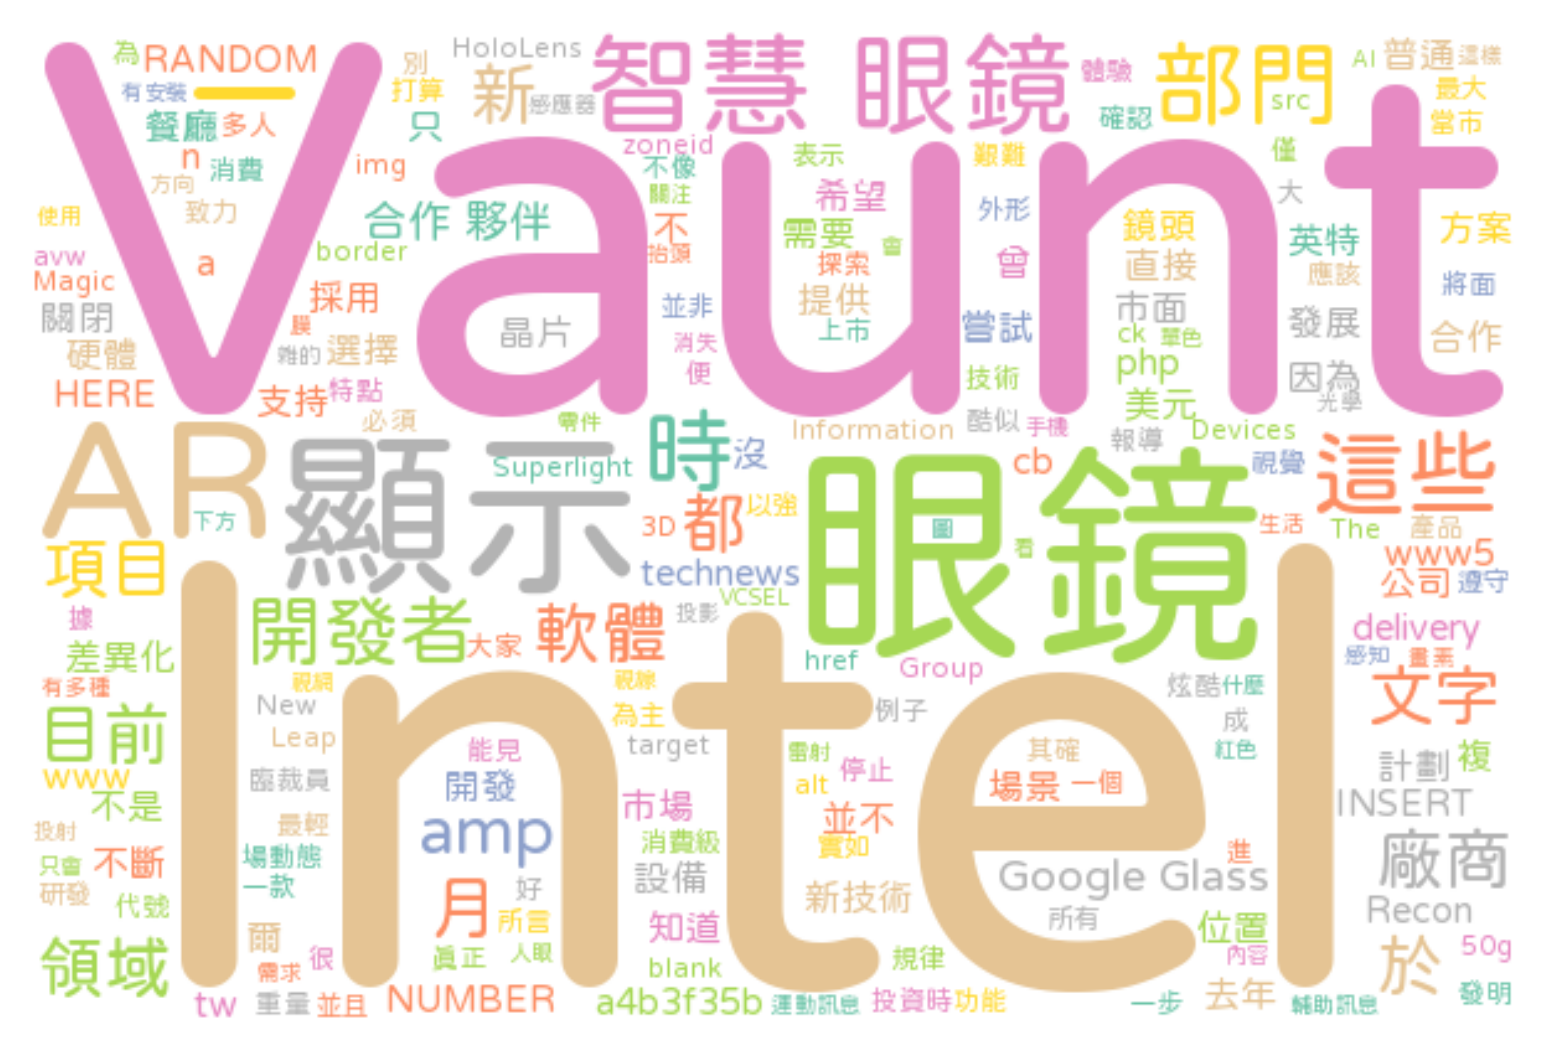 為 RANDOM 別 HoloLens 智慧 眼鏡 體驗 部門 AI 普通 這樣
有 安裝 一 打算 新 感應器 確認 src 最大
餐廳 多人 只 當市
n 消費 img zoneid 不像 表示 艱難 僅
方向 關注 希望 大
使用 致力 合作 夥伴 不 需要 會 外形 鏡頭 英特 方案
Vaunt
avw a border 抬頭 探索 曾 直接 應該
Magic 採用 並非 提供 市面 將面
關閉 膜 晶片 上市 嘗試 ck 單色 發展 合作
硬體 雜的 選擇 消失 php 因為
HERE 支持 特點 便 技術 美元 光學
必須 零件 Information 酷似 手機 報導 Devices
AR 顯示 Superlight 時 沒 眼鏡 cb 視覺 這些
下方 3D 都 以強 圖 看 生活 The 產品
項目 technews www5
據 開發者 大家 軟體 投影 VCSEL 公司 遵守
差異化 href Group delivery
有多種 視網 視線 感知 畫素
目前 New 為主 例子 炫酷 什麼 文字
Intel
Leap 能見 target 雷射 其確 成 紅色
www 臨裁員 開發 停止 alt 場景 一個 計劃 複
不是 最輕 amp 市場 並不 INSERT
投射 場動態 消費級 實如 進 廠商
只會 不斷 一款 設備 Google Glass
研發 代號 月 好 新技術 所有 Recon
爾 所言 知道 位置
領域 需求 很 真正 人眼 blank 規律 內容 於 50g
tw 重量 並且 NUMBER a4b3f35b 運動訊息 投資時 功能 一步 去年 輔助訊息 發明